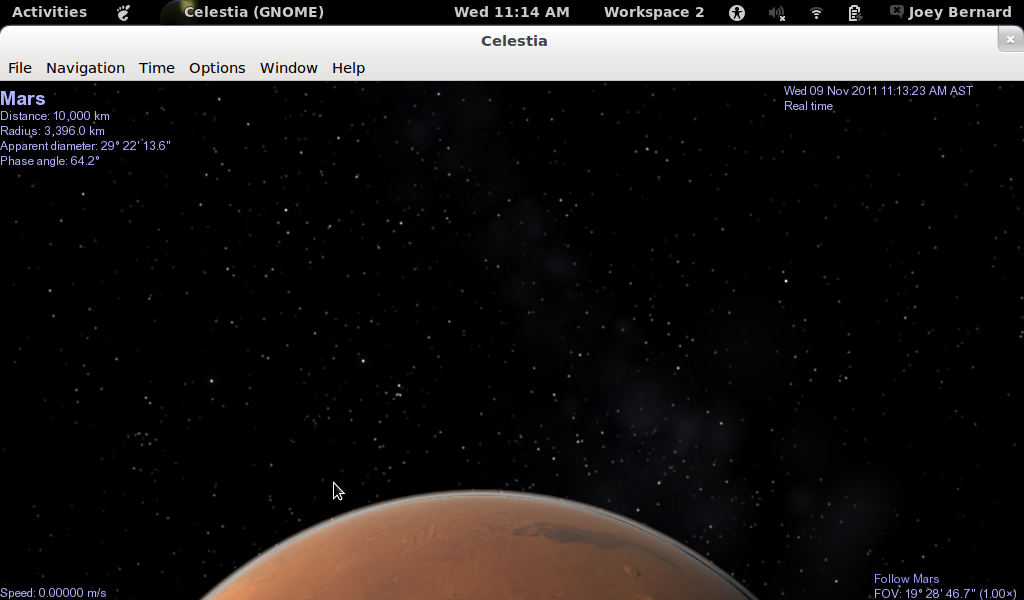 Activities Celestia (GNOME) Wed 11:14 AM Workspace 2 Joey Bernard
Celestia
File Navigation Time Options Window Help
Mars
Distance: 10,000 km
Radius: 3,396.0 km
Apparent diameter: 29° 22' 13.6"
Phase angle: 64.2°
Wed 09 Nov 2011 11:13:23 AM AST
Real time
Speed: 0.00000 m/s
Follow Mars
FOV: 19° 28' 46.7" (1.00×)